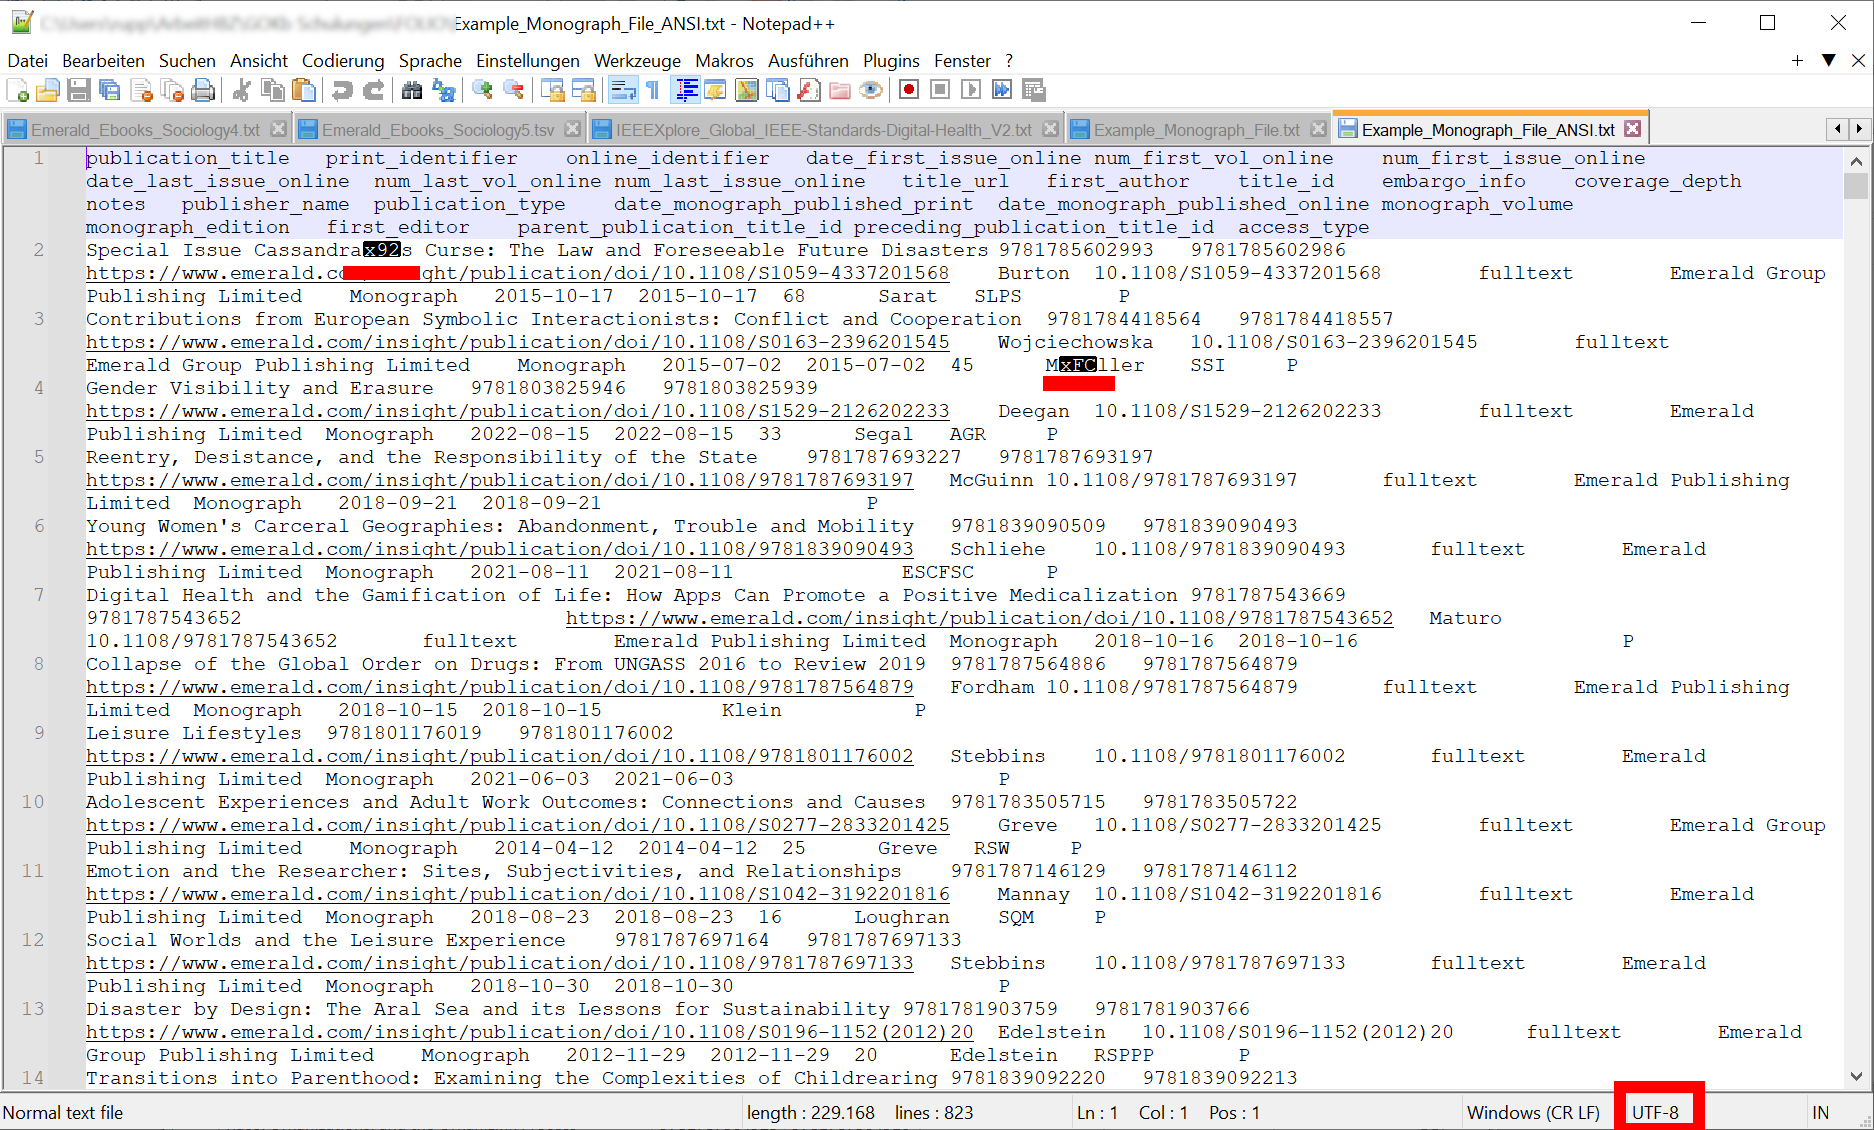 Example_Monograph_File_ANSI.txt - Notepad++
Datei Bearbeiten Suchen Ansicht Codierung Sprache Einstellungen Werkzeuge Makros Ausführen Plugins Fenster ?
Emerald_Ebooks_Sociology4.txt Emerald_Ebooks_Sociology5.tsv IEEEXplore_Global_IEEE-Standards-Digital-Health_V2.txt Example_Monograph_File.txt Example_Monograph_File_ANSI.txt
1 publication_title print_identifier online_identifier date_first_issue_online num_first_vol_online num_first_issue_online
date_last_issue_online num_last_vol_online num_last_issue_online title_url first_author title_id embargo_info coverage_depth
notes publisher_name publication_type date_monograph_published_print date_monograph_published_online monograph_volume
monograph_edition first_editor parent_publication_title_id preceding_publication_title_id access_type
2 Special Issue Cassandrax92s Curse: The Law and Foreseeable Future Disasters 9781785602993 9781785602986
https://www.emerald.co ght/publication/doi/10.1108/S1059-4337201568 Burton 10.1108/S1059-4337201568 fulltext Emerald Group
Publishing Limited Monograph 2015-10-17 2015-10-17 68 Sarat SLPS P
3 Contributions from European Symbolic Interactionists: Conflict and Cooperation 9781784418564 9781784418557
https://www.emerald.com/insight/publication/doi/10.1108/S0163-2396201545 Wojciechowska 10.1108/S0163-2396201545 fulltext
Emerald Group Publishing Limited Monograph 2015-07-02 2015-07-02 45 MxFCller SSI P
4 Gender Visibility and Erasure 9781803825946 9781803825939
https://www.emerald.com/insight/publication/doi/10.1108/S1529-2126202233 Deegan 10.1108/S1529-2126202233 fulltext Emerald
Publishing Limited Monograph 2022-08-15 2022-08-15 33 Segal AGR P
5 Reentry, Desistance, and the Responsibility of the State 9781787693227 9781787693197
https://www.emerald.com/insight/publication/doi/10.1108/9781787693197 McGuinn 10.1108/9781787693197 fulltext Emerald Publishing
Limited Monograph 2018-09-21 2018-09-21 P
6 Young Women's Carceral Geographies: Abandonment, Trouble and Mobility 9781839090509 9781839090493
https://www.emerald.com/insight/publication/doi/10.1108/9781839090493 Schliehe 10.1108/9781839090493 fulltext Emerald
Publishing Limited Monograph 2021-08-11 2021-08-11 ESCFSC P
7 Digital Health and the Gamification of Life: How Apps Can Promote a Positive Medicalization 9781787543669
9781787543652 https://www.emerald.com/insight/publication/doi/10.1108/9781787543652 Maturo
10.1108/9781787543652 fulltext Emerald Publishing Limited Monograph 2018-10-16 2018-10-16 P
8 Collapse of the Global Order on Drugs: From UNGASS 2016 to Review 2019 9781787564886 9781787564879
https://www.emerald.com/insight/publication/doi/10.1108/9781787564879 Fordham 10.1108/9781787564879 fulltext Emerald Publishing
Limited Monograph 2018-10-15 2018-10-15 Klein P
9 Leisure Lifestyles 9781801176019 9781801176002
https://www.emerald.com/insight/publication/doi/10.1108/9781801176002 Stebbins 10.1108/9781801176002 fulltext Emerald
Publishing Limited Monograph 2021-06-03 2021-06-03 P
10 Adolescent Experiences and Adult Work Outcomes: Connections and Causes 9781783505715 9781783505722
https://www.emerald.com/insight/publication/doi/10.1108/S0277-2833201425 Greve 10.1108/S0277-2833201425 fulltext Emerald Group
Publishing Limited Monograph 2014-04-12 2014-04-12 25 Greve RSW P
11 Emotion and the Researcher: Sites, Subjectivities, and Relationships 9781787146129 9781787146112
https://www.emerald.com/insight/publication/doi/10.1108/S1042-3192201816 Mannay 10.1108/S1042-3192201816 fulltext Emerald
Publishing Limited Monograph 2018-08-23 2018-08-23 16 Loughran SQM P
12 Social Worlds and the Leisure Experience 9781787697164 9781787697133
https://www.emerald.com/insight/publication/doi/10.1108/9781787697133 Stebbins 10.1108/9781787697133 fulltext Emerald
Publishing Limited Monograph 2018-10-30 2018-10-30 P
13 Disaster by Design: The Aral Sea and its Lessons for Sustainability 9781781903759 9781781903766
https://www.emerald.com/insight/publication/doi/10.1108/S0196-1152(2012)20 Edelstein 10.1108/S0196-1152(2012)20 fulltext Emerald
Group Publishing Limited Monograph 2012-11-29 2012-11-29 20 Edelstein RSPPP P
14 Transitions into Parenthood: Examining the Complexities of Childrearing 9781839092220 9781839092213
Normal text file length : 229.168 lines : 823 Ln : 1 Col : 1 Pos : 1 Windows (CR LF) UTF-8 IN